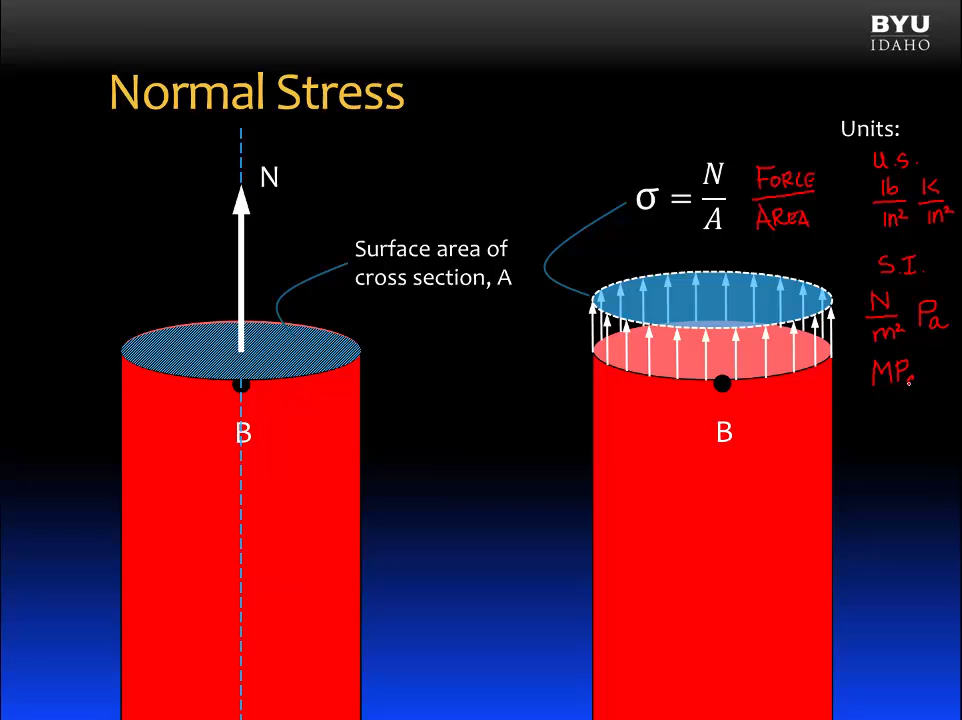 BYU
IDAHO
Normal Stress
N
Surface area of
cross section, A
B
σ = N/A
FORCE
AREA
B
Units:
U.S.
lb/in² K/in²
S.I.
N/m² Pa
MPa